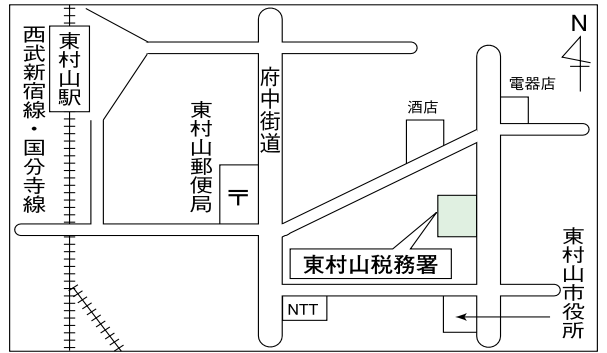 西武新宿線・国分寺線
東村山駅
東村山郵便局
〒
府中街道
酒店
電器店
N
東村山税務署
NTT
東村山市役所